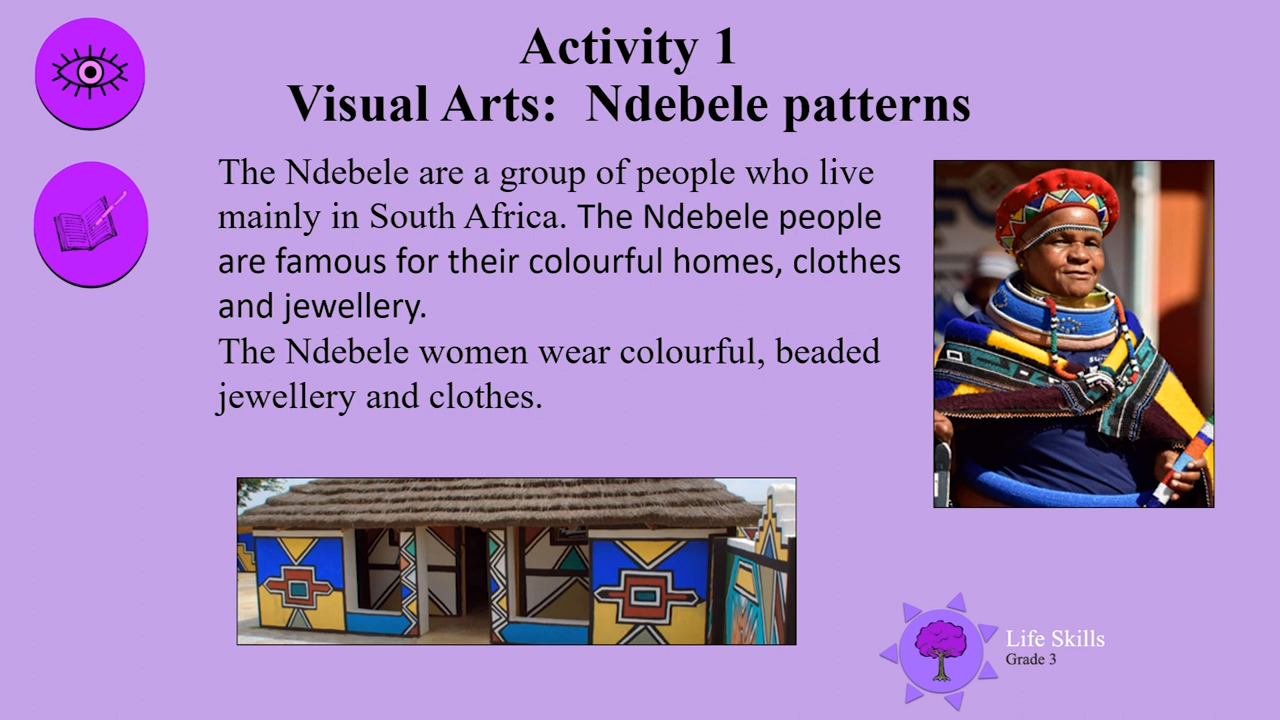 Activity 1
Visual Arts:  Ndebele patterns
The Ndebele are a group of people who live
mainly in South Africa. The Ndebele people
are famous for their colourful homes, clothes
and jewellery.
The Ndebele women wear colourful, beaded
jewellery and clothes.
Life Skills
Grade 3